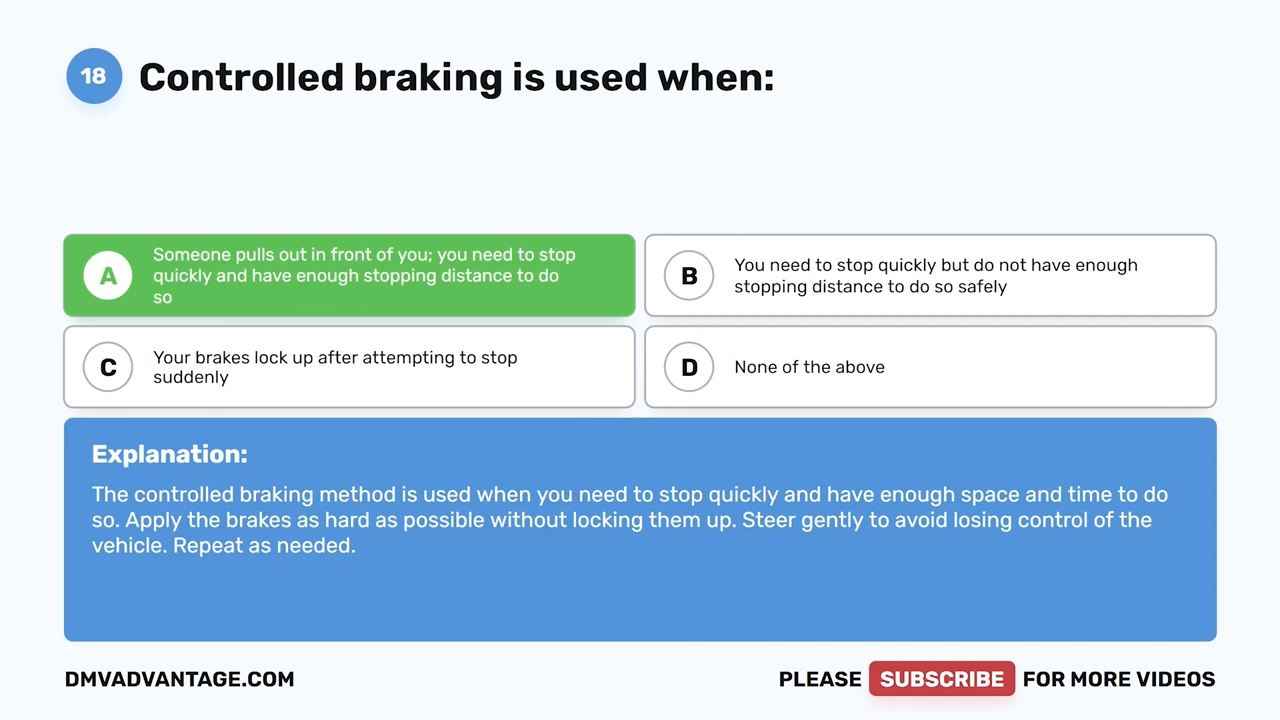 18
Controlled braking is used when:
A
Someone pulls out in front of you; you need to stop
quickly and have enough stopping distance to do
so
B
You need to stop quickly but do not have enough
stopping distance to do so safely
C
Your brakes lock up after attempting to stop
suddenly
D
None of the above
Explanation:
The controlled braking method is used when you need to stop quickly and have enough space and time to do
so. Apply the brakes as hard as possible without locking them up. Steer gently to avoid losing control of the
vehicle. Repeat as needed.
DMVADVANTAGE.COM
PLEASE SUBSCRIBE FOR MORE VIDEOS